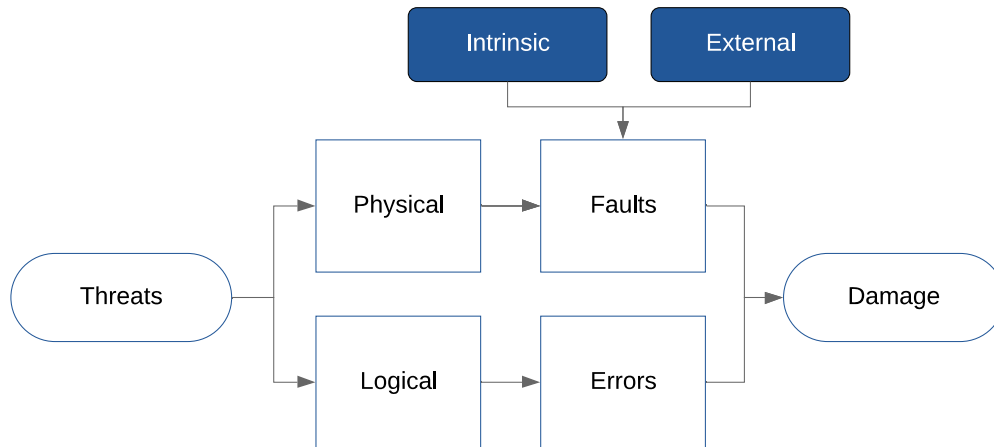 Intrinsic
External
Physical
Faults
Threats
Damage
Logical
Errors